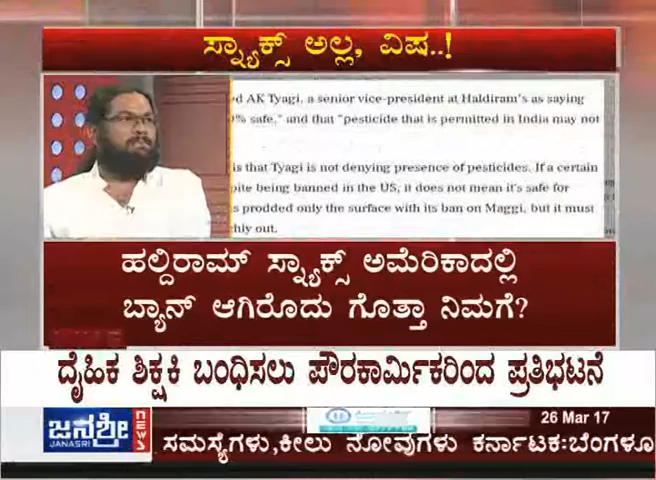 ಸ್ನ್ಯಾಕ್ಸ್ ಅಲ್ಲ, ವಿಷ..!
ed AK Tyagi, a senior vice-president at Haldiram's as saying
% safe," and that "pesticide that is permitted in India may not
is that Tyagi is not denying presence of pesticides. If a certain
pite being banned in the US, it does not mean it's safe for
s prodded only the surface with its ban on Maggi, but it must
hly out.
ಹಲ್ದಿರಾಮ್ ಸ್ನ್ಯಾಕ್ಸ್ ಅಮೆರಿಕಾದಲ್ಲಿ
ಬ್ಯಾನ್ ಆಗಿರೊದು ಗೊತ್ತಾ ನಿಮಗೆ?
ದೈಹಿಕ ಶಿಕ್ಷಕಿ ಬಂಧಿಸಲು ಪೌರಕಾರ್ಮಿಕರಿಂದ ಪ್ರತಿಭಟನೆ
26 Mar 17
ಜನಶ್ರೀ
JANASRI
NEWS
ಸಮಸ್ಯೆಗಳು,ಕೀಲು ನೋವುಗಳು ಕರ್ನಾಟಕ:ಬೆಂಗಳೂ